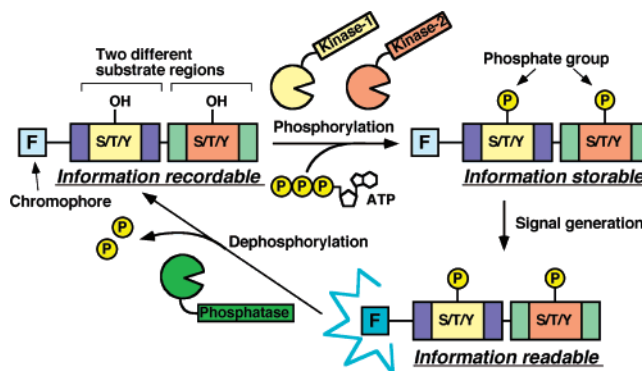 Two different
substrate regions
OH
OH
F
S/T/Y
S/T/Y
Information recordable
Chromophore
Kinase-1
Kinase-2
Phosphorylation
P P P
ATP
Phosphate group
P
P
F
S/T/Y
S/T/Y
Information storable
Signal generation
P
P
Dephosphorylation
Phosphatase
P
P
F
S/T/Y
S/T/Y
Information readable